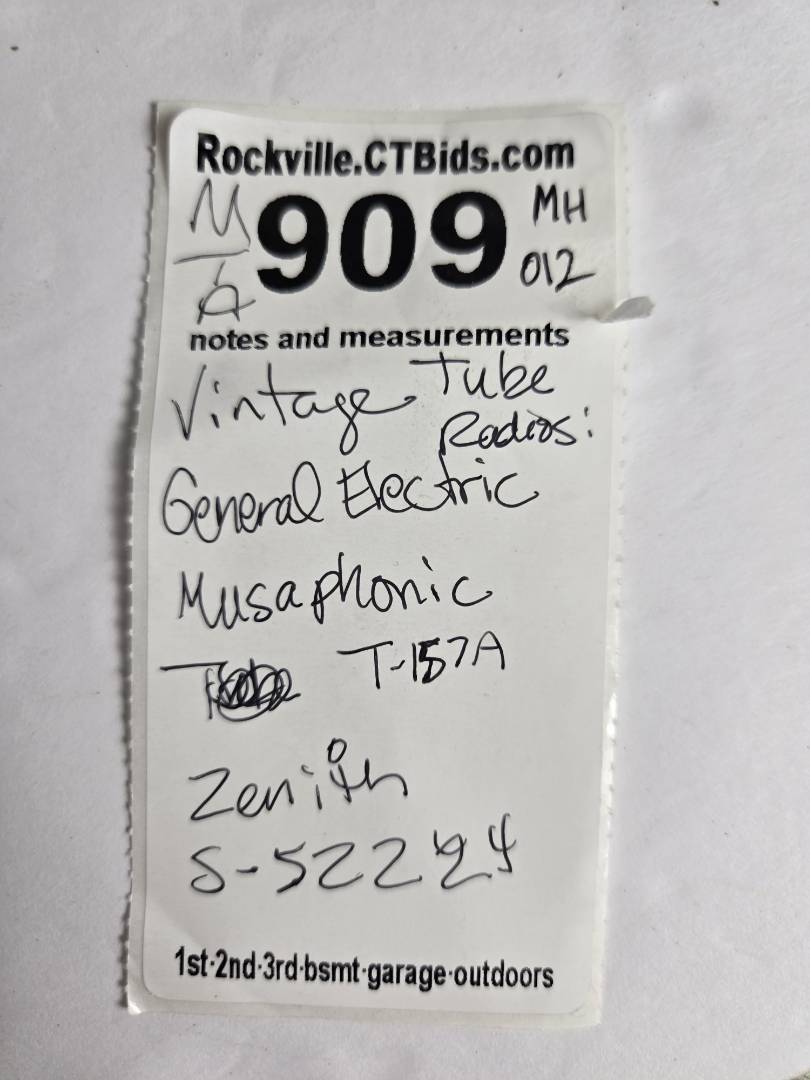 Rockville.CTBids.com
M 909 MH
012
notes and measurements
Vintage Tube
Radios:
General Electric
Musaphonic
T-157A
Zenith
S-522
1st·2nd·3rd·bsmt·garage·outdoors